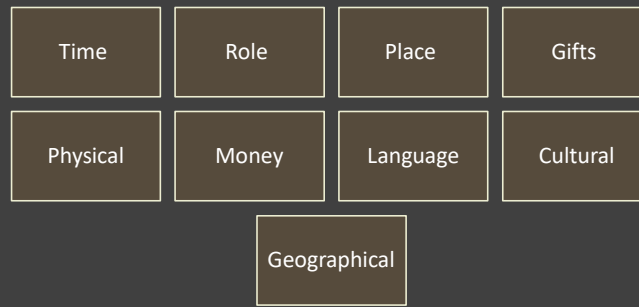 Time
Role
Place
Gifts
Physical
Money
Language
Cultural
Geographical